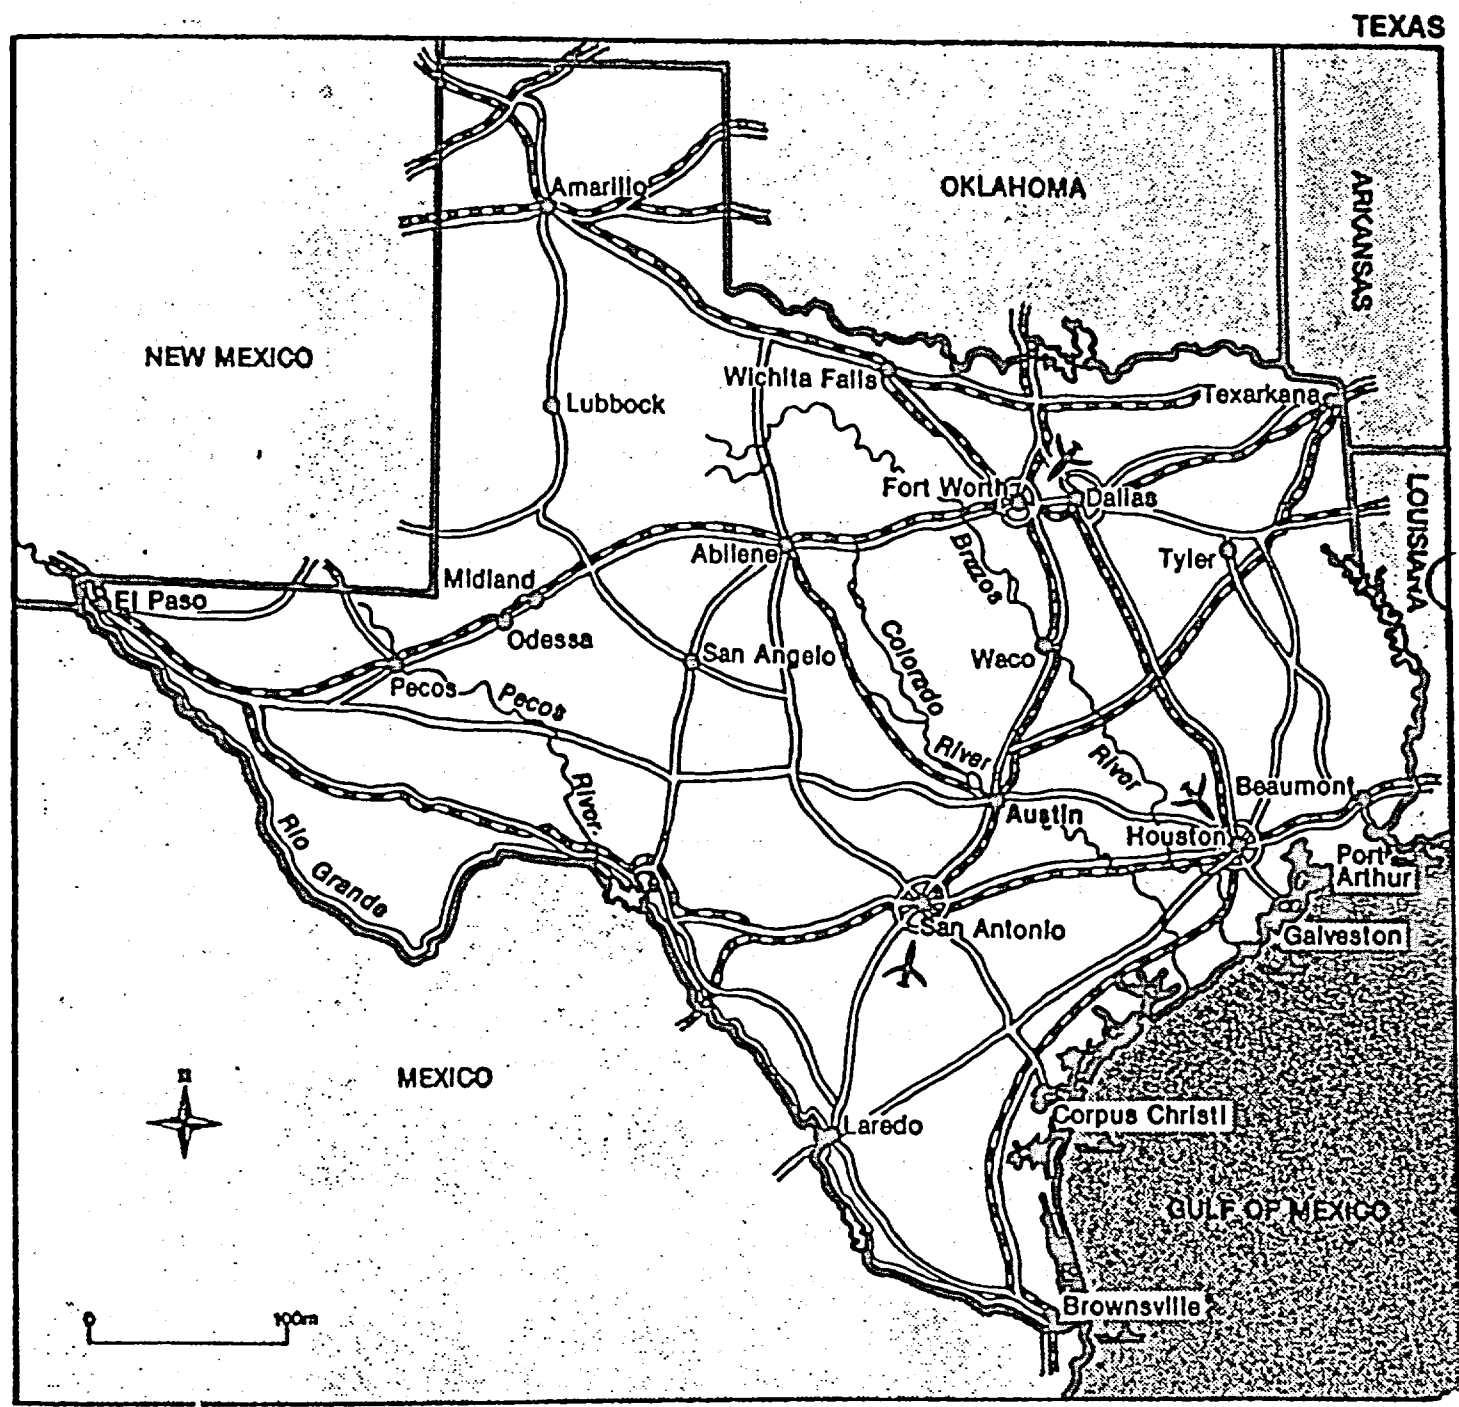 TEXAS
OKLAHOMA
ARKANSAS
Amarillo
NEW MEXICO
Wichita Falls
Texarkana
Lubbock
LOUISIANA
Fort Worth
Dallas
Abilene
Brazos
Tyler
Midland
El Paso
Odessa
Colorado
San Angelo
Waco
Pecos
Pecos
River
River
River
Beaumont
Austin
Houston
Rio Grande
Port
Arthur
San Antonio
Galveston
MEXICO
N
Corpus Christi
Laredo
GULF OF MEXICO
Brownsville
0
100m